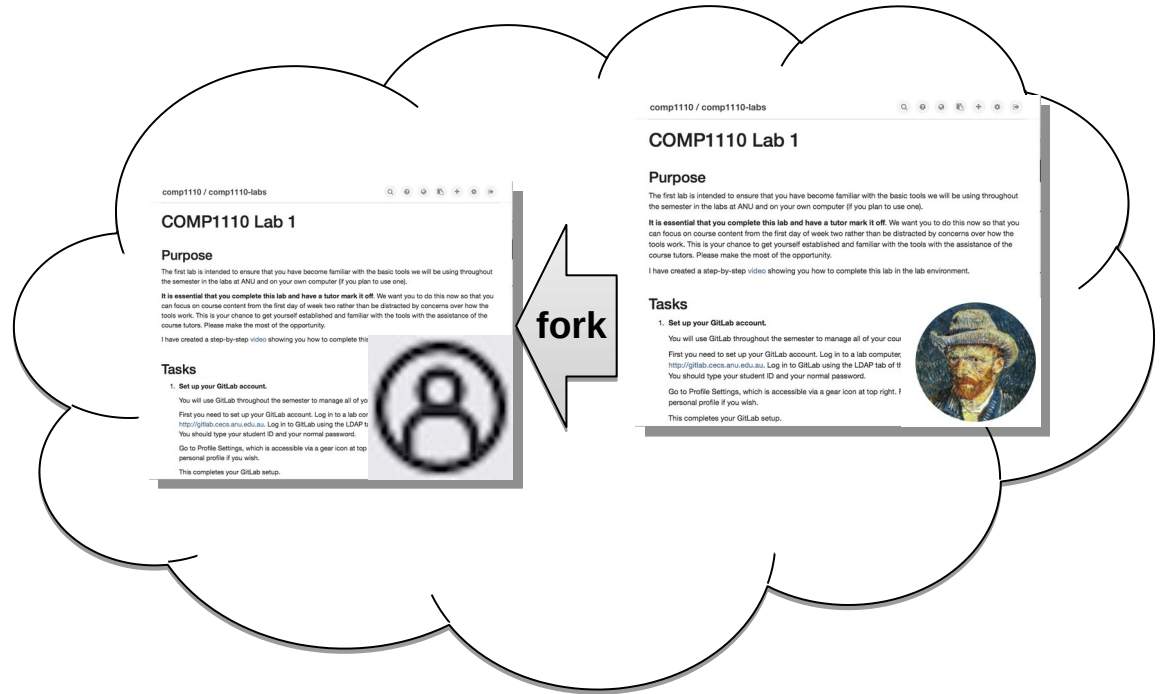 comp1110 / comp1110-labs
COMP1110 Lab 1
Purpose
The first lab is intended to ensure that you have become familiar with the basic tools we will be using throughout
the semester in the labs at ANU and on your own computer (if you plan to use one).
It is essential that you complete this lab and have a tutor mark it off. We want you to do this now so that you
can focus on course content from the first day of week two rather than be distracted by concerns over how the
tools work. This is your chance to get yourself established and familiar with the tools with the assistance of the
course tutors. Please make the most of the opportunity.
I have created a step-by-step video showing you how to complete this
Tasks
1. Set up your GitLab account.
You will use GitLab throughout the semester to manage all of yo
First you need to set up your GitLab account. Log in to a lab com
http://gitlab.cecs.anu.edu.au. Log in to GitLab using the LDAP ta
You should type your student ID and your normal password.
Go to Profile Settings, which is accessible via a gear icon at top
personal profile if you wish.
This completes your GitLab setup.
fork
comp1110 / comp1110-labs
COMP1110 Lab 1
Purpose
The first lab is intended to ensure that you have become familiar with the basic tools we will be using throughout
the semester in the labs at ANU and on your own computer (if you plan to use one).
It is essential that you complete this lab and have a tutor mark it off. We want you to do this now so that you
can focus on course content from the first day of week two rather than be distracted by concerns over how the
tools work. This is your chance to get yourself established and familiar with the tools with the assistance of the
course tutors. Please make the most of the opportunity.
I have created a step-by-step video showing you how to complete this lab in the lab environment.
Tasks
1. Set up your GitLab account.
You will use GitLab throughout the semester to manage all of your cour
First you need to set up your GitLab account. Log in to a lab computer,
http://gitlab.cecs.anu.edu.au. Log in to GitLab using the LDAP tab of th
You should type your student ID and your normal password.
Go to Profile Settings, which is accessible via a gear icon at top right. F
personal profile if you wish.
This completes your GitLab setup.